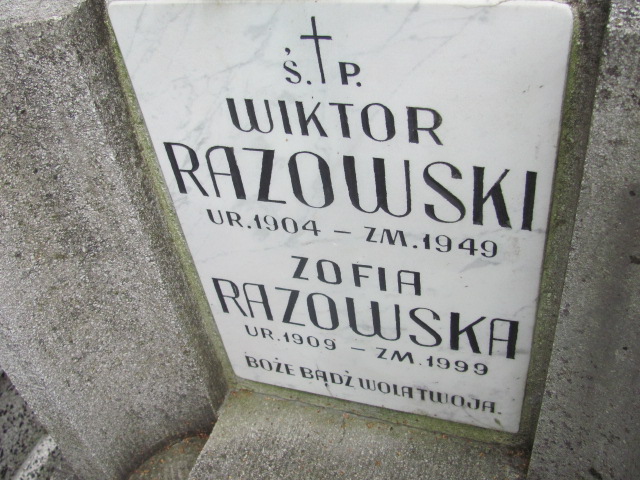 Ś. P.
WIKTOR
RAZOWSKI
UR. 1904 – ZM. 1949
ZOFIA
RAZOWSKA
UR. 1909 – ZM. 1999
BOŻE BĄDŹ WOLA TWOJA.